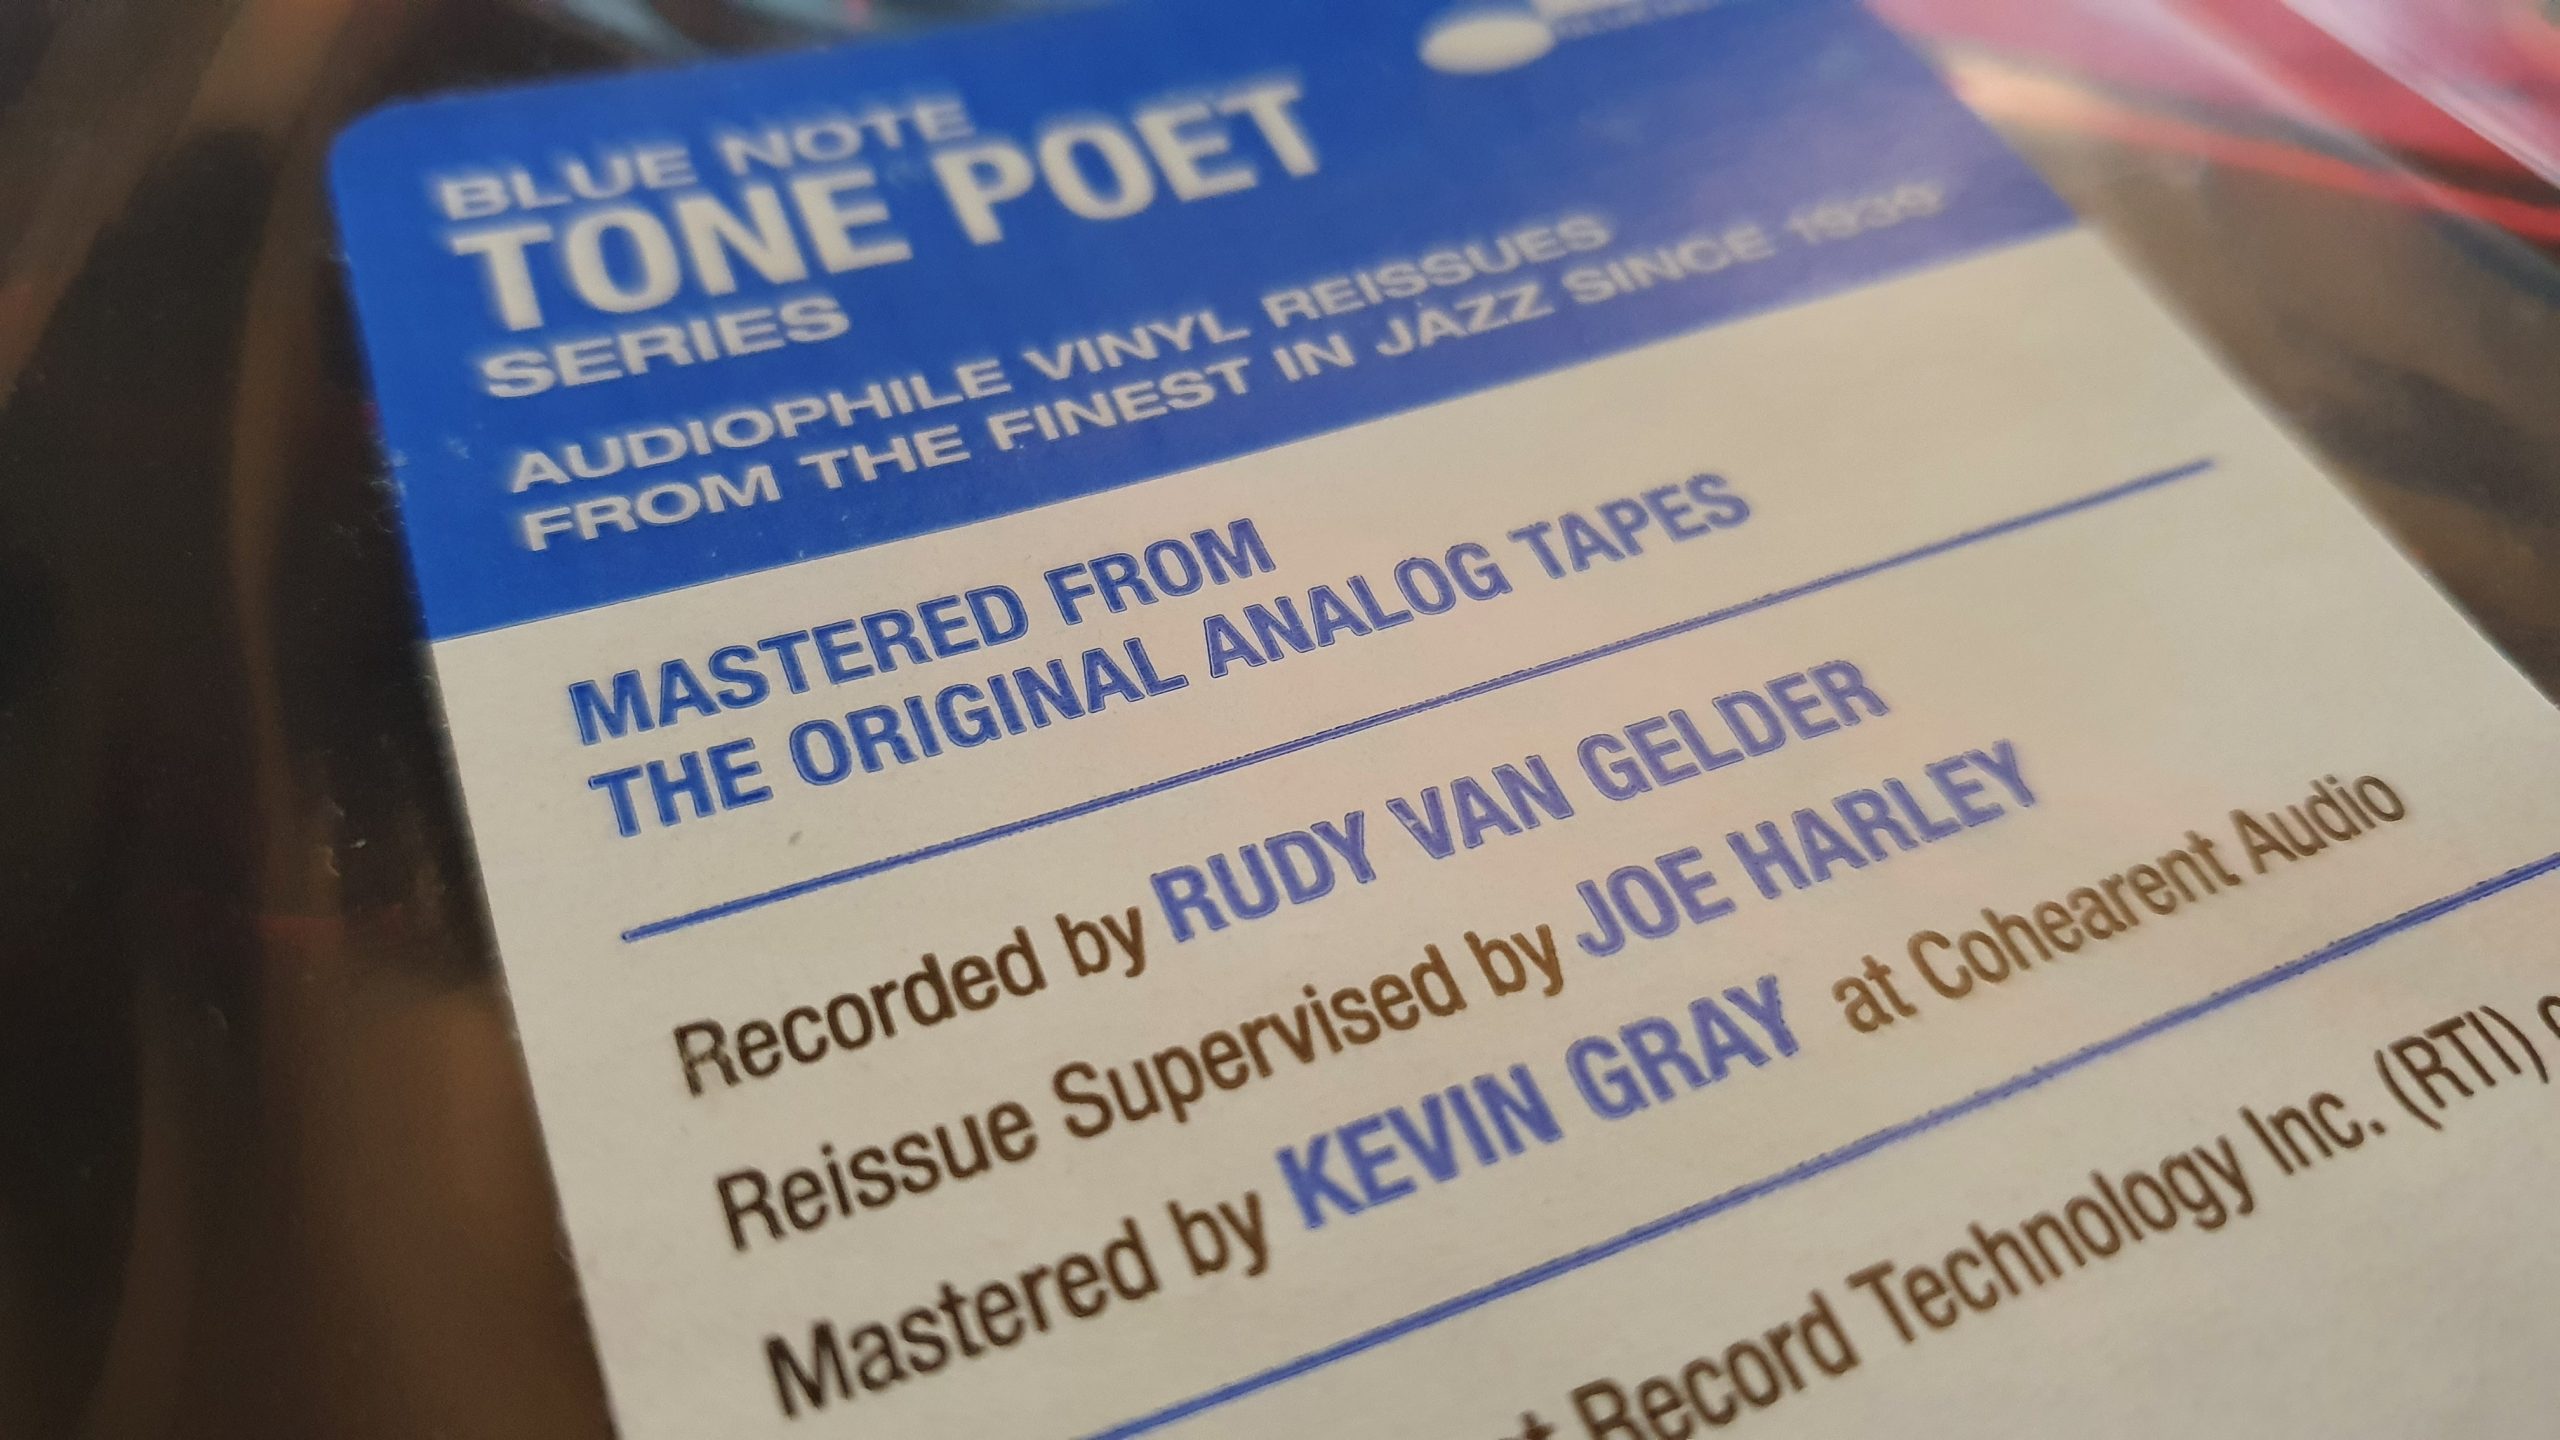 BLUE NOTE
TONE POET
SERIES
AUDIOPHILE VINYL REISSUES
FROM THE FINEST IN JAZZ SINCE 1939
MASTERED FROM
THE ORIGINAL ANALOG TAPES
Recorded by RUDY VAN GELDER
Reissue Supervised by JOE HARLEY
Mastered by KEVIN GRAY at Cohearent Audio
Record Technology Inc. (RTI)